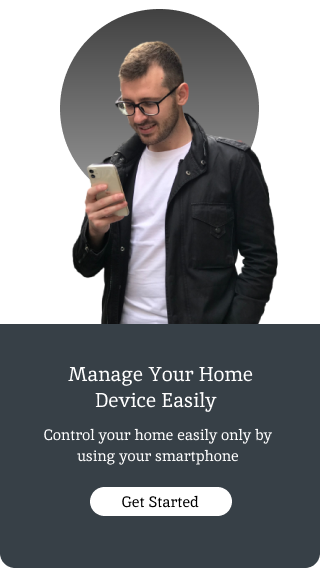 Manage Your Home
Device Easily
Control your home easily only by
using your smartphone
Get Started